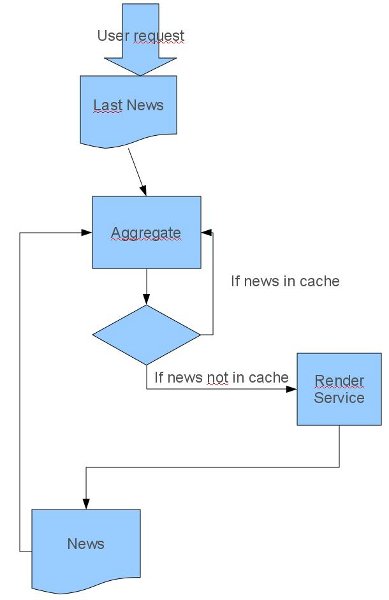 User request
Last News
Aggregate
If news in cache
If news not in cache
Render
Service
News